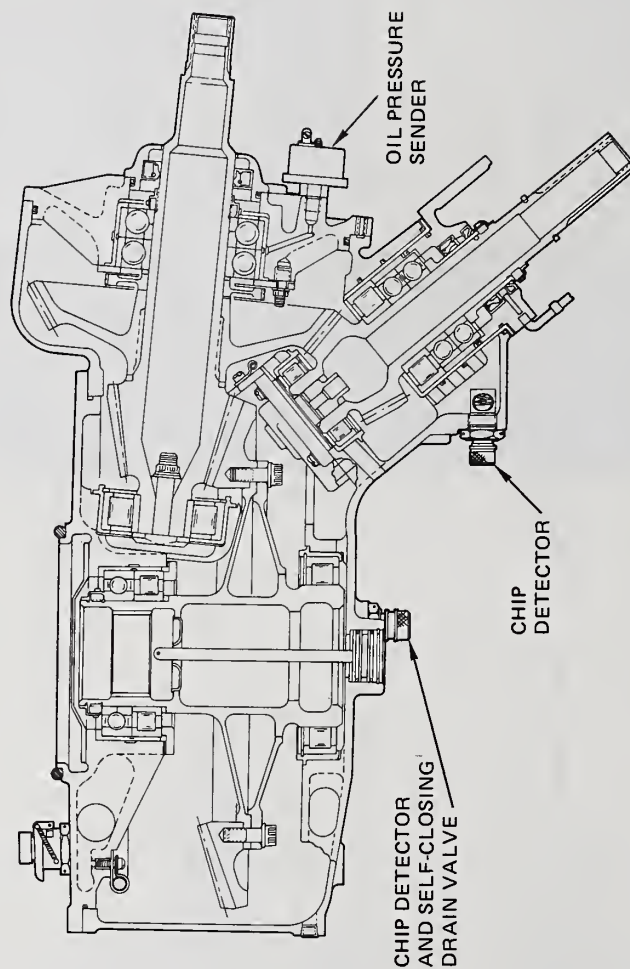 OIL PRESSURE
SENDER
CHIP
DETECTOR
CHIP DETECTOR
AND SELF-CLOSING
DRAIN VALVE